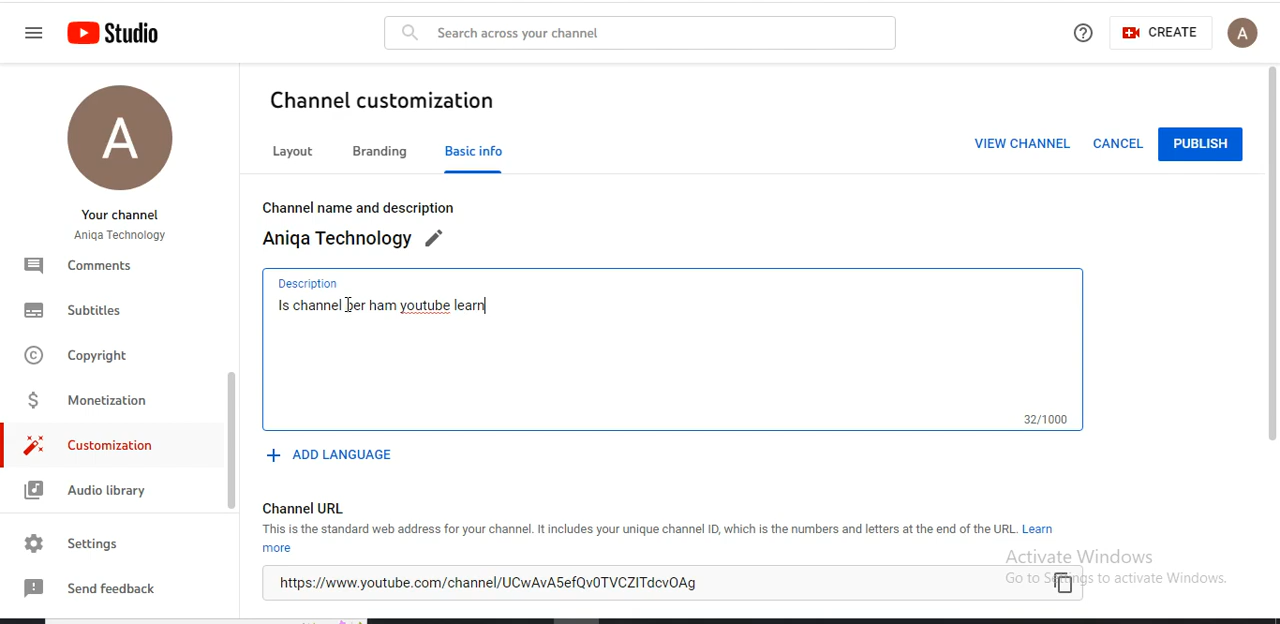 Studio
Search across your channel
CREATE
A
A
Your channel
Aniqa Technology
Comments
Subtitles
Copyright
Monetization
Customization
Audio library
Settings
Send feedback
Channel customization
Layout
Branding
Basic info
VIEW CHANNEL
CANCEL
PUBLISH
Channel name and description
Aniqa Technology
Description
Is channel per ham youtube learn
32/1000
+ ADD LANGUAGE
Channel URL
This is the standard web address for your channel. It includes your unique channel ID, which is the numbers and letters at the end of the URL. Learn
more
https://www.youtube.com/channel/UCwAvA5efQv0TVCZITdcvOAg
Activate Windows
Go to Settings to activate Windows.